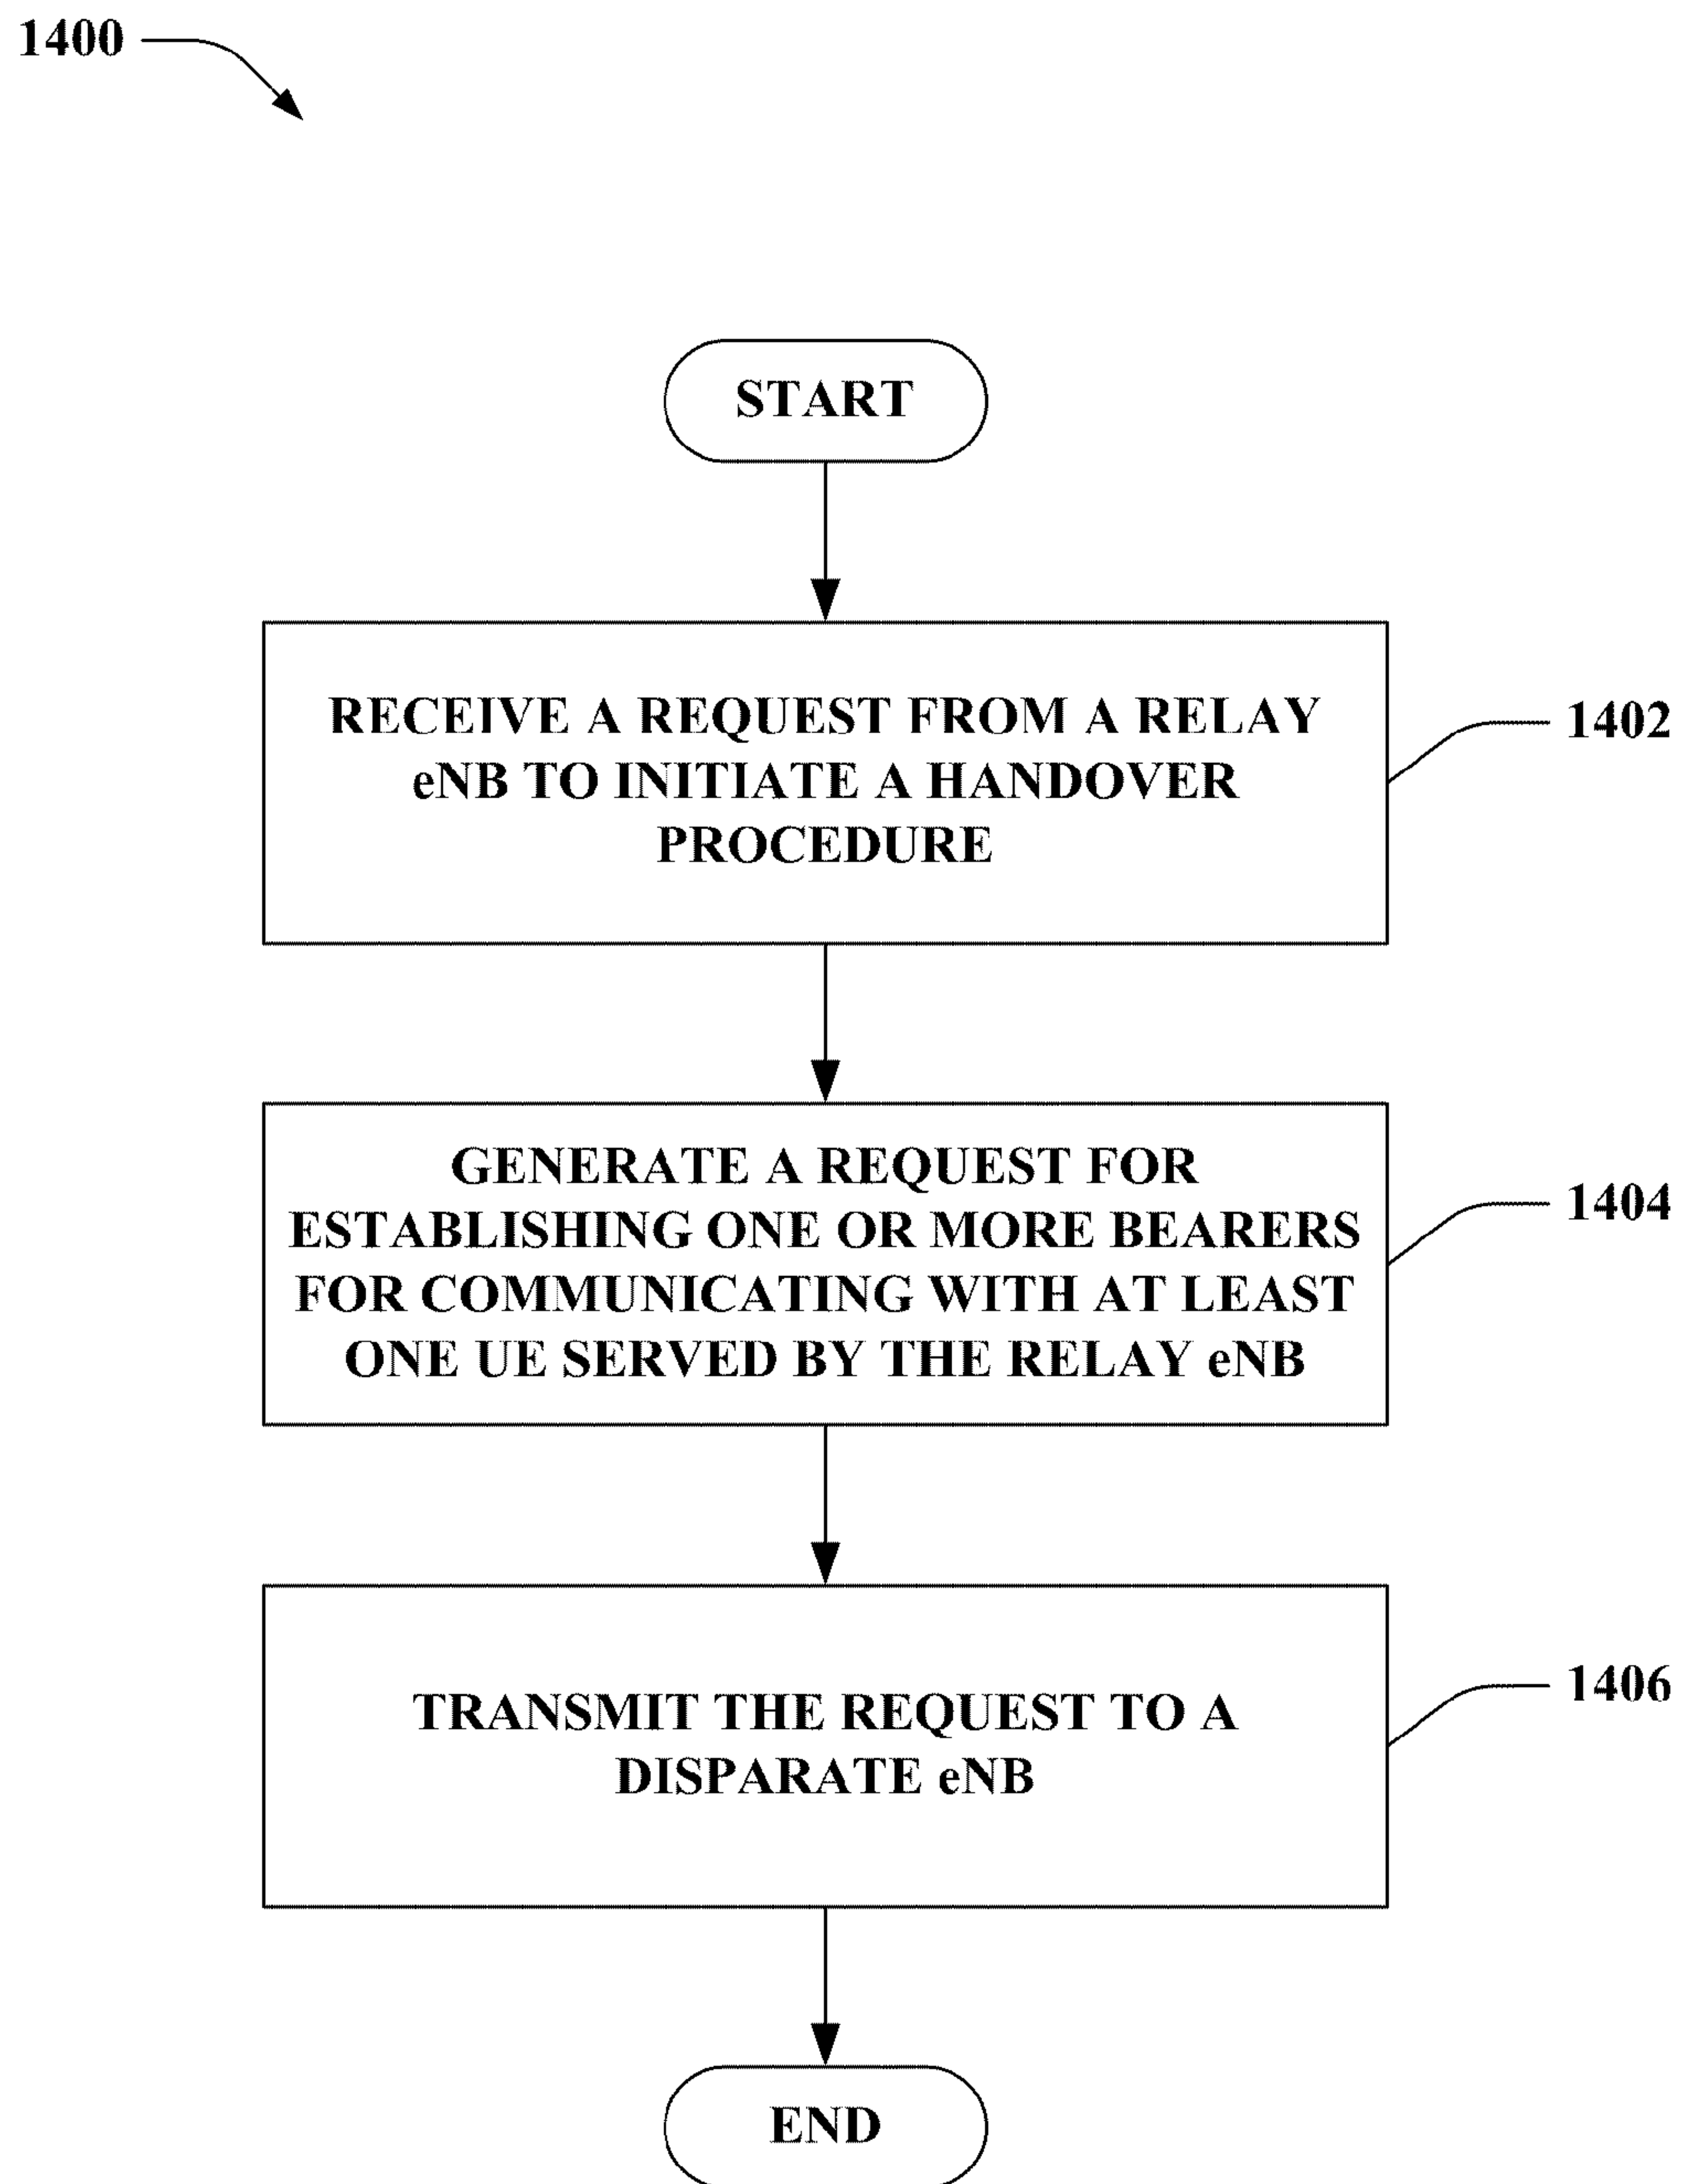 1400
START
RECEIVE A REQUEST FROM A RELAY
eNB TO INITIATE A HANDOVER
PROCEDURE
1402
GENERATE A REQUEST FOR
ESTABLISHING ONE OR MORE BEARERS
FOR COMMUNICATING WITH AT LEAST
ONE UE SERVED BY THE RELAY eNB
1404
TRANSMIT THE REQUEST TO A
DISPARATE eNB
1406
END